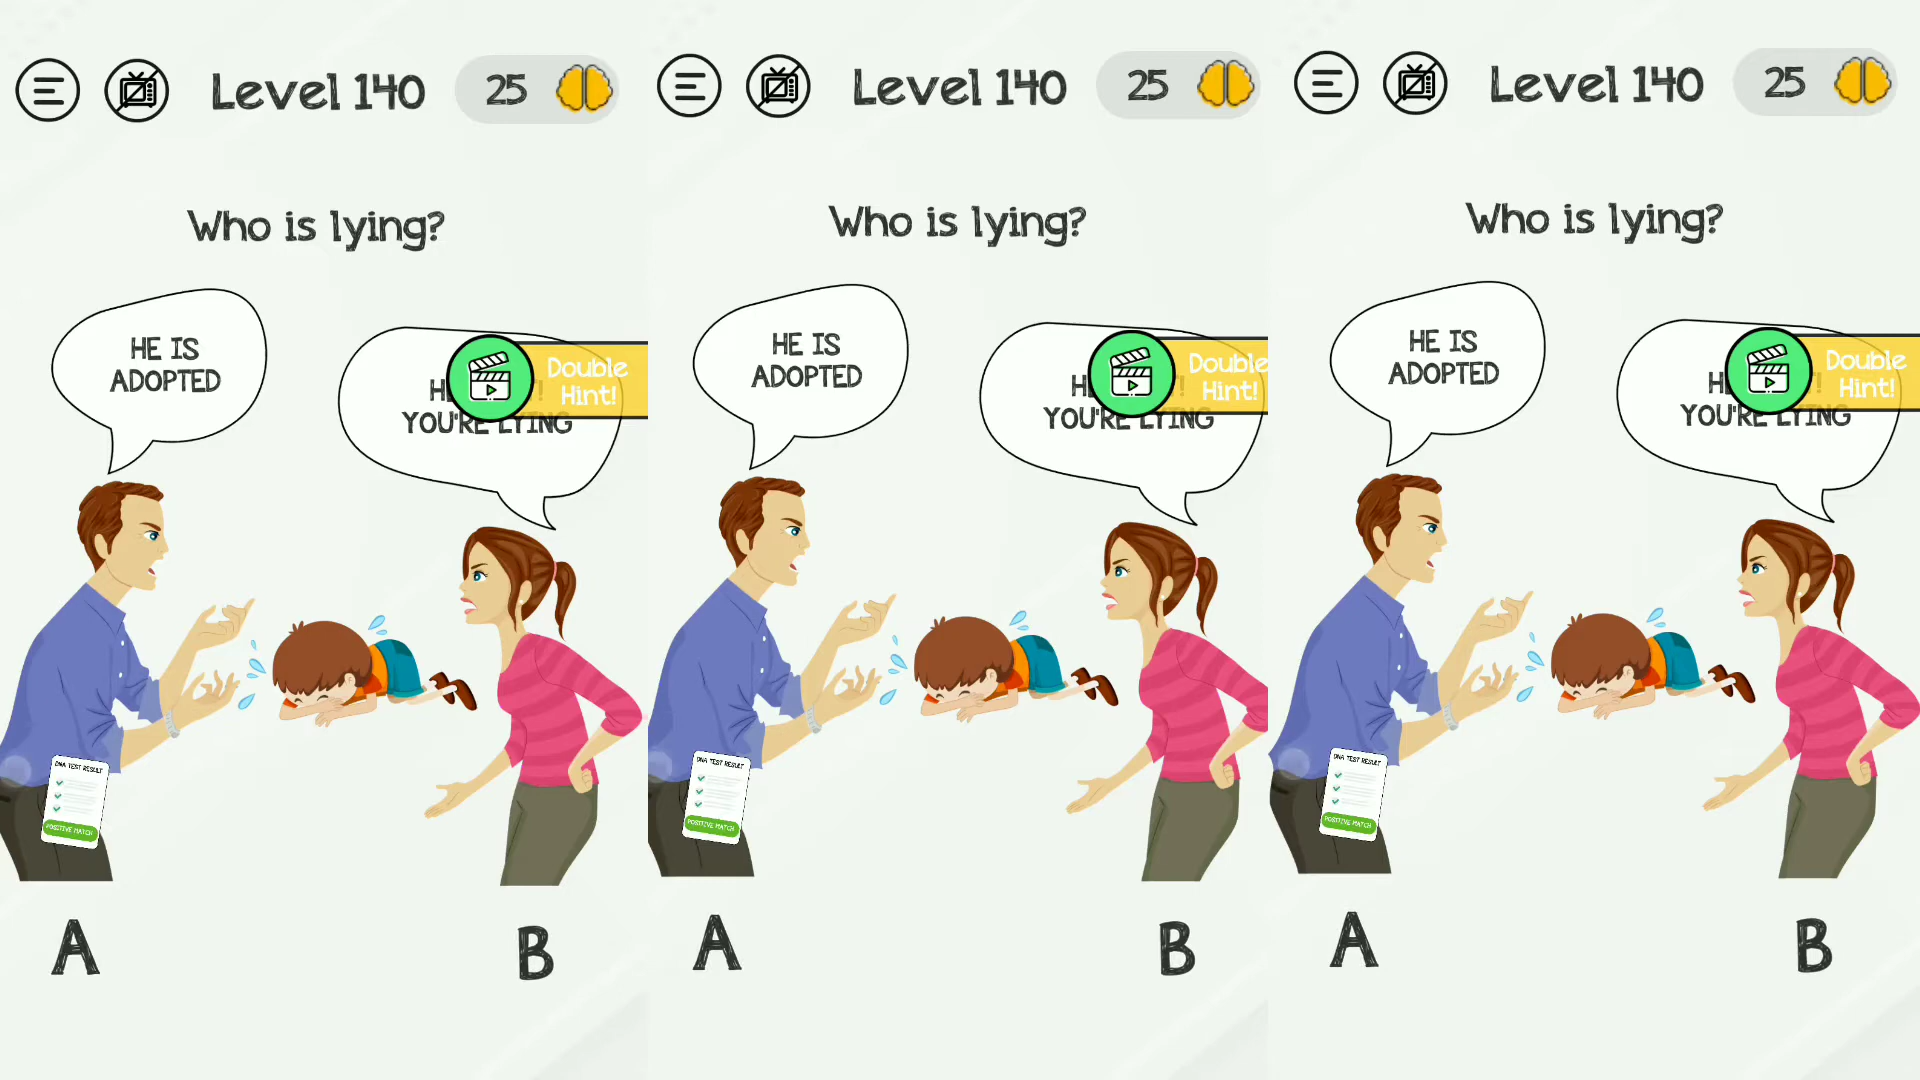 Level 140
25
Who is lying?
HE IS
ADOPTED
Double
Hint!
YOU'RE LYING
DNA TEST RESULT
POSITIVE MATCH
A
B
Level 140
25
Who is lying?
HE IS
ADOPTED
Double
Hint!
YOU'RE LYING
DNA TEST RESULT
POSITIVE MATCH
A
B
Level 140
25
Who is lying?
HE IS
ADOPTED
Double
Hint!
YOU'RE LYING
DNA TEST RESULT
POSITIVE MATCH
A
B